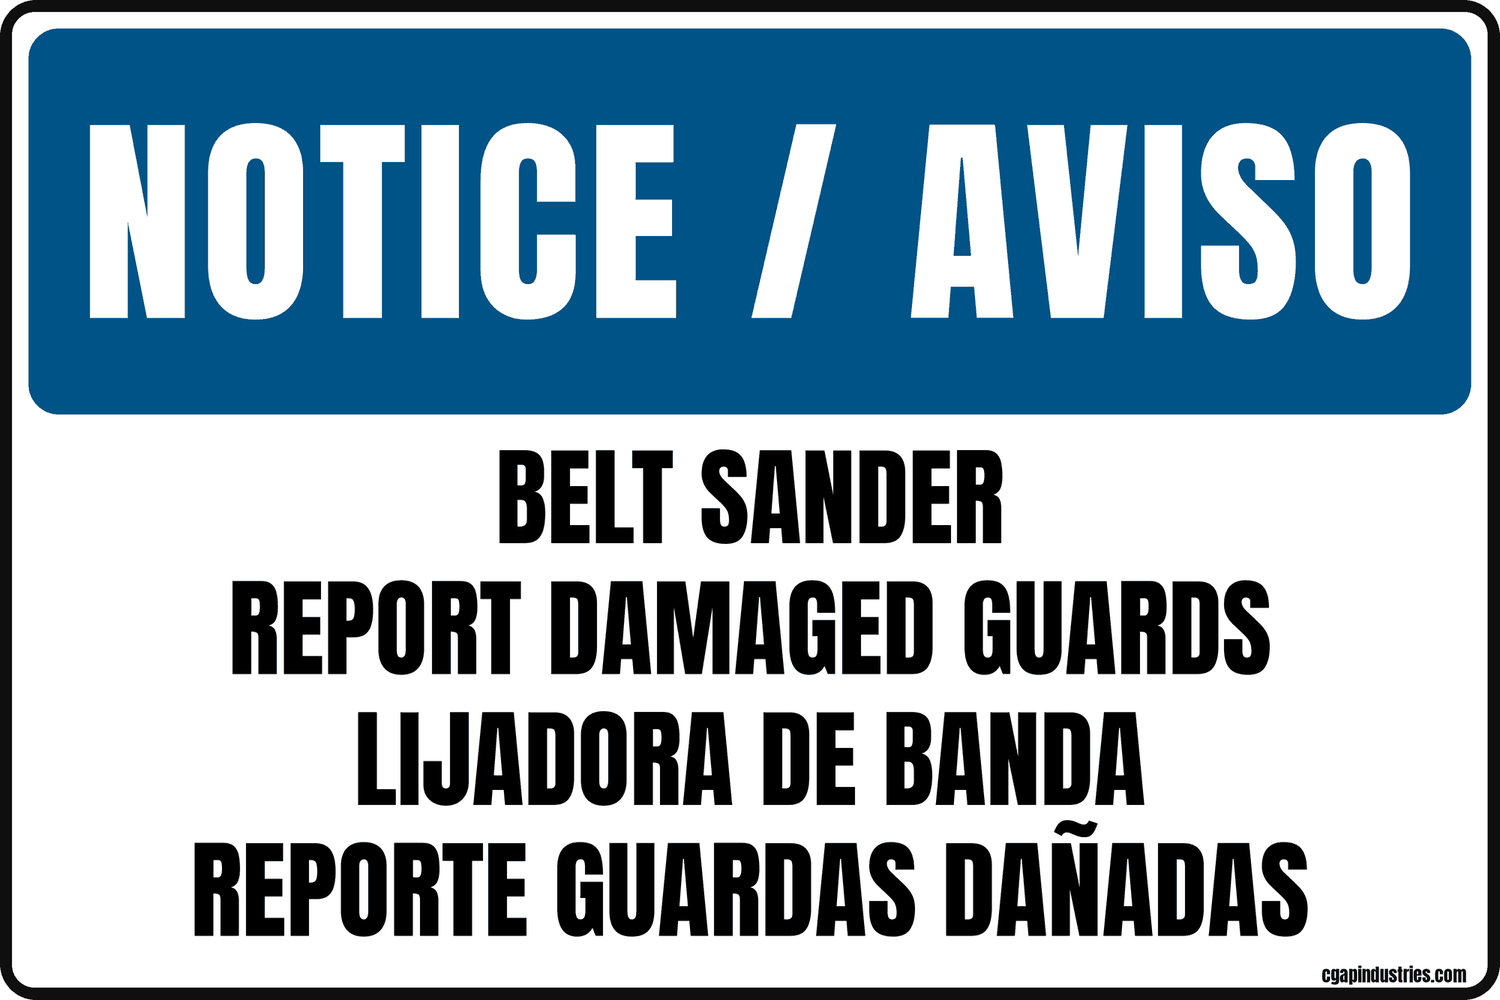 NOTICE / AVISO
BELT SANDER
REPORT DAMAGED GUARDS
LIJADORA DE BANDA
REPORTE GUARDAS DAÑADAS
cgapindustries.com